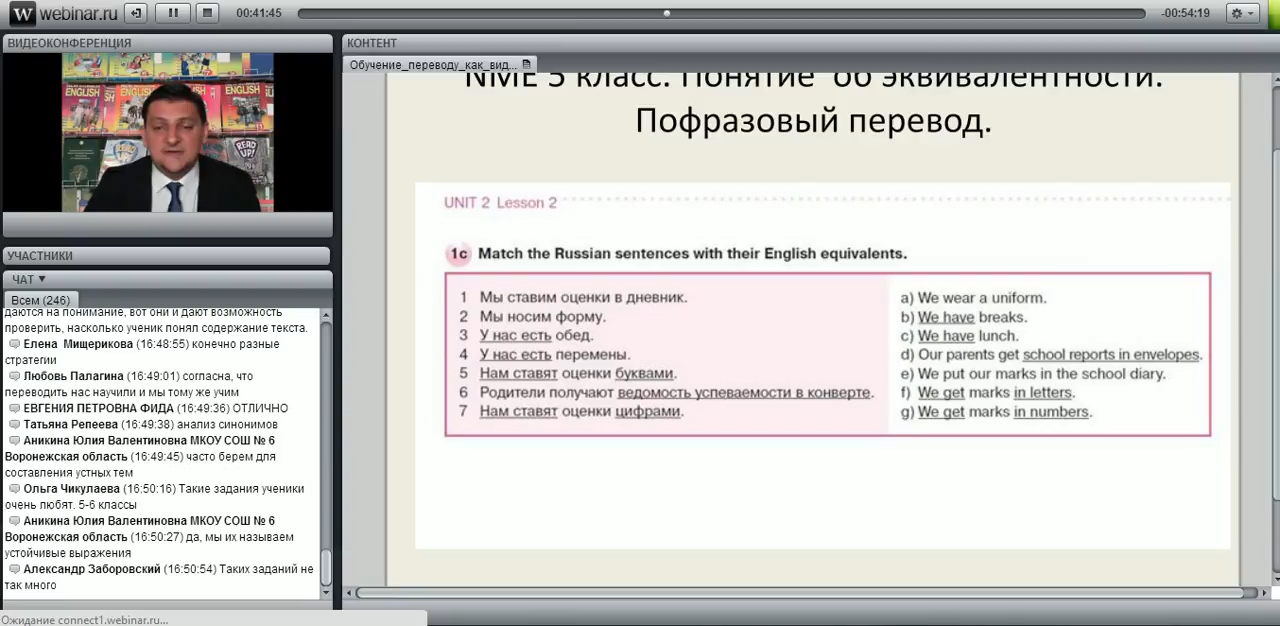 W webinar.ru
00:41:45
-00:54:19
ВИДЕОКОНФЕРЕНЦИЯ
ENGLISH
ENGLISH
READ UP!
УЧАСТНИКИ
ЧАТ
Всем (246)
даются на понимание, вот они и дают возможность
проверить, насколько ученик понял содержание текста.
Елена Мищерикова (16:48:55) конечно разные
стратегии
Любовь Палагина (16:49:01) согласна, что
переводить нас научили и мы тому же учим
ЕВГЕНИЯ ПЕТРОВНА ФИДА (16:49:36) ОТЛИЧНО
Татьяна Репеева (16:49:38) анализ синонимов
Аникина Юлия Валентиновна МКОУ СОШ № 6
Воронежская область (16:49:45) часто берем для
составления устных тем
Ольга Чикулаева (16:50:16) Такие задания ученики
очень любят. 5-6 классы
Аникина Юлия Валентиновна МКОУ СОШ № 6
Воронежская область (16:50:27) да, мы их называем
устойчивые выражения
Александр Заборовский (16:50:54) Таких заданий не
так много
Ожидание connect1.webinar.ru...
КОНТЕНТ
Обучение_переводу_как_вид...
NME 5 класс. Понятие об эквивалентности.
Пофразовый перевод.
UNIT 2 Lesson 2
1c Match the Russian sentences with their English equivalents.
1 Мы ставим оценки в дневник.
2 Мы носим форму.
3 У нас есть обед.
4 У нас есть перемены.
5 Нам ставят оценки буквами.
6 Родители получают ведомость успеваемости в конверте.
7 Нам ставят оценки цифрами.
a) We wear a uniform.
b) We have breaks.
c) We have lunch.
d) Our parents get school reports in envelopes.
e) We put our marks in the school diary.
f) We get marks in letters.
g) We get marks in numbers.